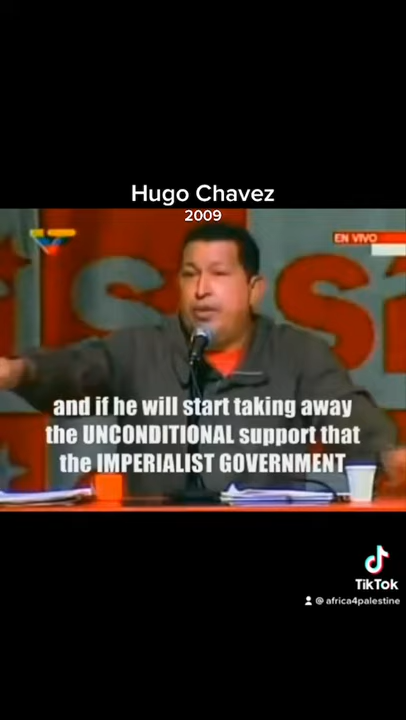 Hugo Chavez
2009
EN VIVO
and if he will start taking away
the UNCONDITIONAL support that
the IMPERIALIST GOVERNMENT
TikTok
@ africa4palestine